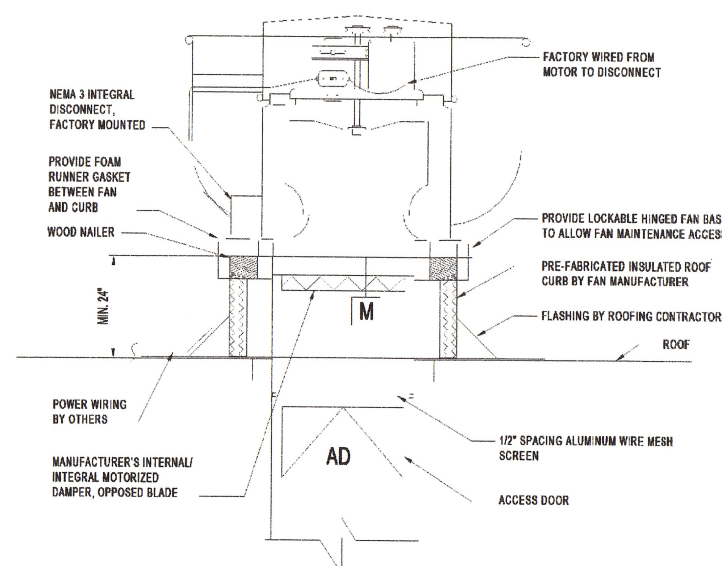 FACTORY WIRED FROM
MOTOR TO DISCONNECT
NEMA 3 INTEGRAL
DISCONNECT,
FACTORY MOUNTED
PROVIDE FOAM
RUNNER GASKET
BETWEEN FAN
AND CURB
WOOD NAILER
PROVIDE LOCKABLE HINGED FAN BAS
TO ALLOW FAN MAINTENANCE ACCESS
PRE-FABRICATED INSULATED ROOF
CURB BY FAN MANUFACTURER
MIN. 24"
M
FLASHING BY ROOFING CONTRACTOR
ROOF
POWER WIRING
BY OTHERS
1/2" SPACING ALUMINUM WIRE MESH
SCREEN
MANUFACTURER'S INTERNAL/
INTEGRAL MOTORIZED
DAMPER, OPPOSED BLADE
AD
ACCESS DOOR